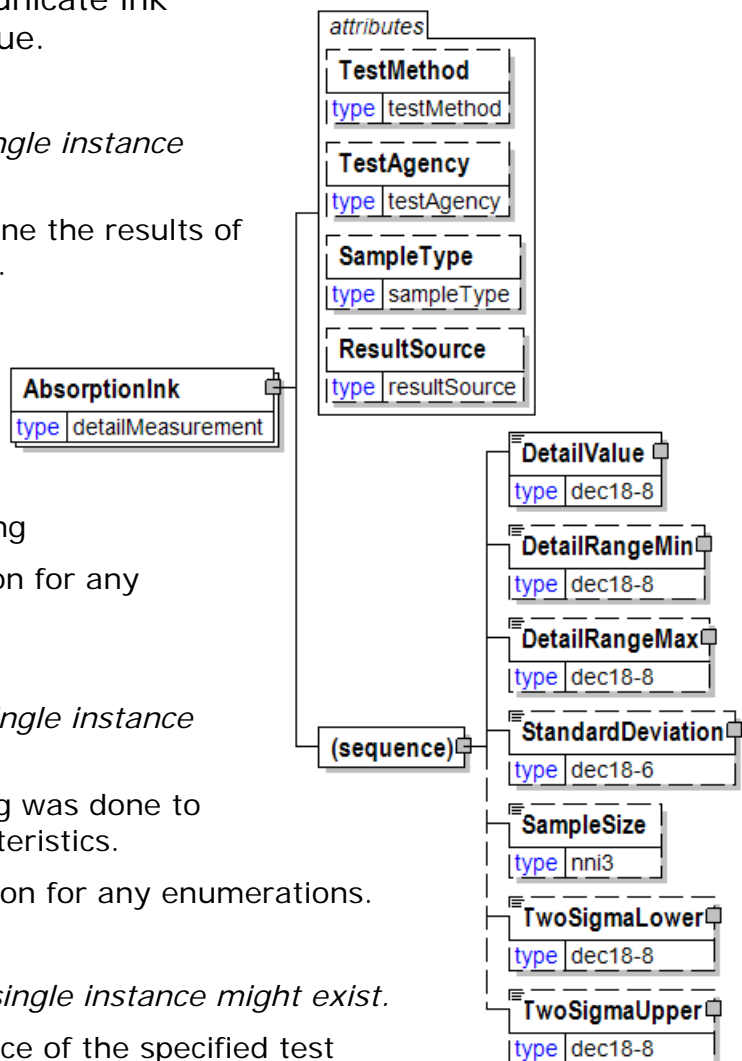 unicate ink
ue.
ngle instance
ne the results of
.
ng
on for any
ingle instance
g was done to
teristics.
on for any enumerations.
single instance might exist.
ce of the specified test
attributes
TestMethod
type testMethod
TestAgency
type testAgency
SampleType
type sampleType
ResultSource
type resultSource
AbsorptionInk
type detailMeasurement
(sequence)
DetailValue
type dec18-8
DetailRangeMin
type dec18-8
DetailRangeMax
type dec18-8
StandardDeviation
type dec18-6
SampleSize
type nni3
TwoSigmaLower
type dec18-8
TwoSigmaUpper
type dec18-8